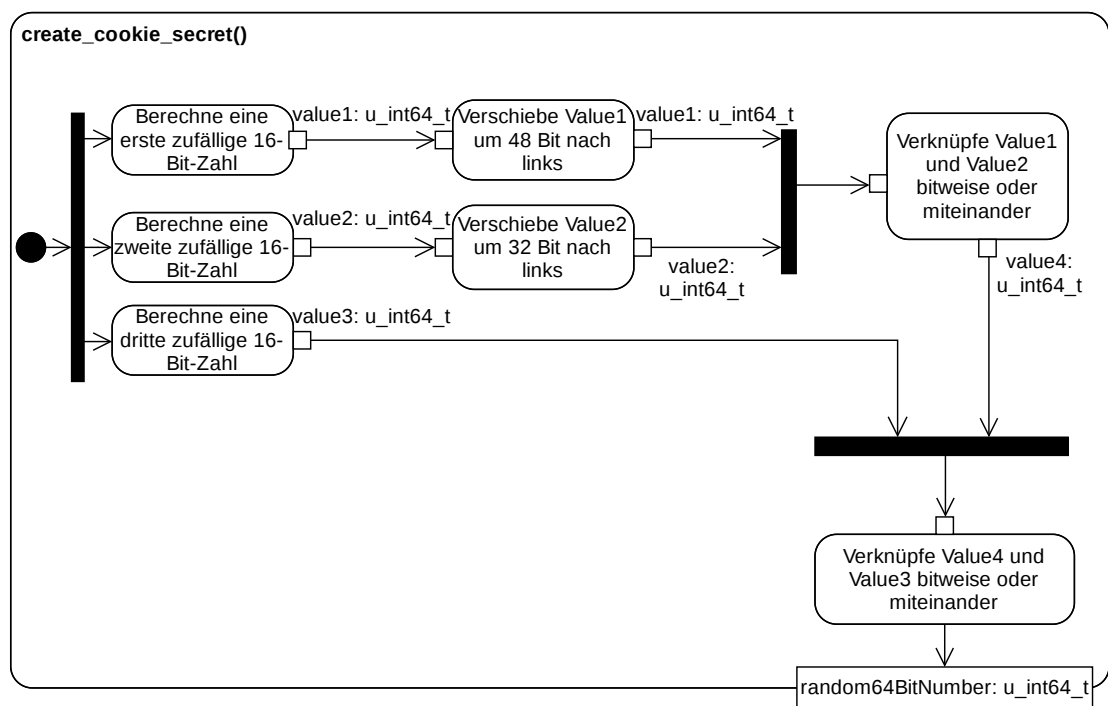 create_cookie_secret()
Berechne eine
erste zufällige 16-
Bit-Zahl
value1: u_int64_t
Verschiebe Value1
um 48 Bit nach
links
value1: u_int64_t
Verknüpfe Value1
und Value2
bitweise oder
miteinander
Berechne eine
zweite zufällige 16-
Bit-Zahl
value2: u_int64_t
Verschiebe Value2
um 32 Bit nach
links
value2:
u_int64_t
value4:
u_int64_t
Berechne eine
dritte zufällige 16-
Bit-Zahl
value3: u_int64_t
Verknüpfe Value4 und
Value3 bitweise oder
miteinander
random64BitNumber: u_int64_t